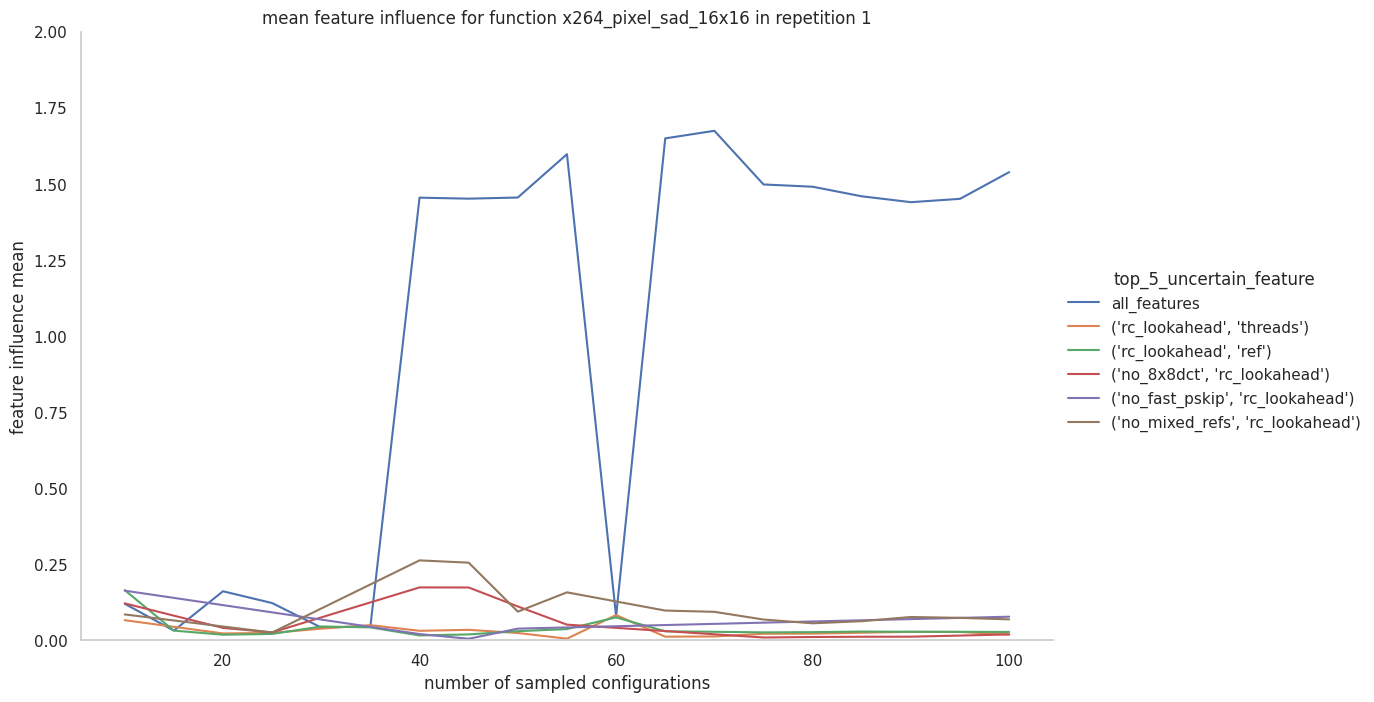 mean feature influence for function x264_pixel_sad_16x16 in repetition 1
2.00
1.75
1.50
1.25
1.00
0.75
0.50
0.25
0.00
feature influence mean
20
40
60
80
100
number of sampled configurations
top_5_uncertain_feature
all_features
('rc_lookahead', 'threads')
('rc_lookahead', 'ref')
('no_8x8dct', 'rc_lookahead')
('no_fast_pskip', 'rc_lookahead')
('no_mixed_refs', 'rc_lookahead')